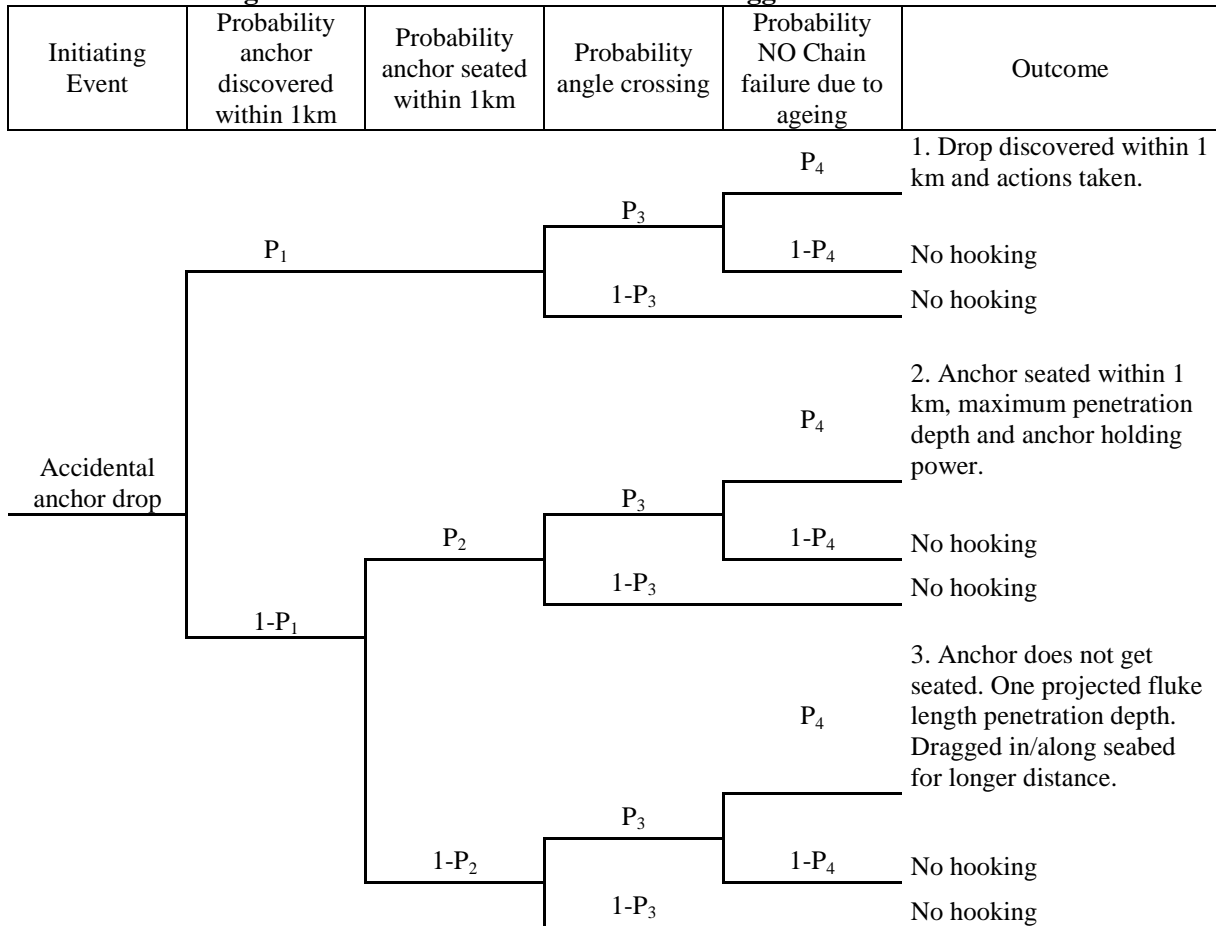 Initiating
Event
Probability
anchor
discovered
within 1km
Probability
anchor seated
within 1km
Probability
angle crossing
Probability
NO Chain
failure due to
ageing
Outcome
P4
1. Drop discovered within 1
km and actions taken.
P3
P1
1-P4
No hooking
1-P3
No hooking
2. Anchor seated within 1
km, maximum penetration
depth and anchor holding
power.
P4
Accidental
anchor drop
P3
P2
1-P4
No hooking
1-P3
No hooking
1-P1
3. Anchor does not get
seated. One projected fluke
length penetration depth.
Dragged in/along seabed
for longer distance.
P4
P3
1-P2
1-P4
No hooking
1-P3
No hooking